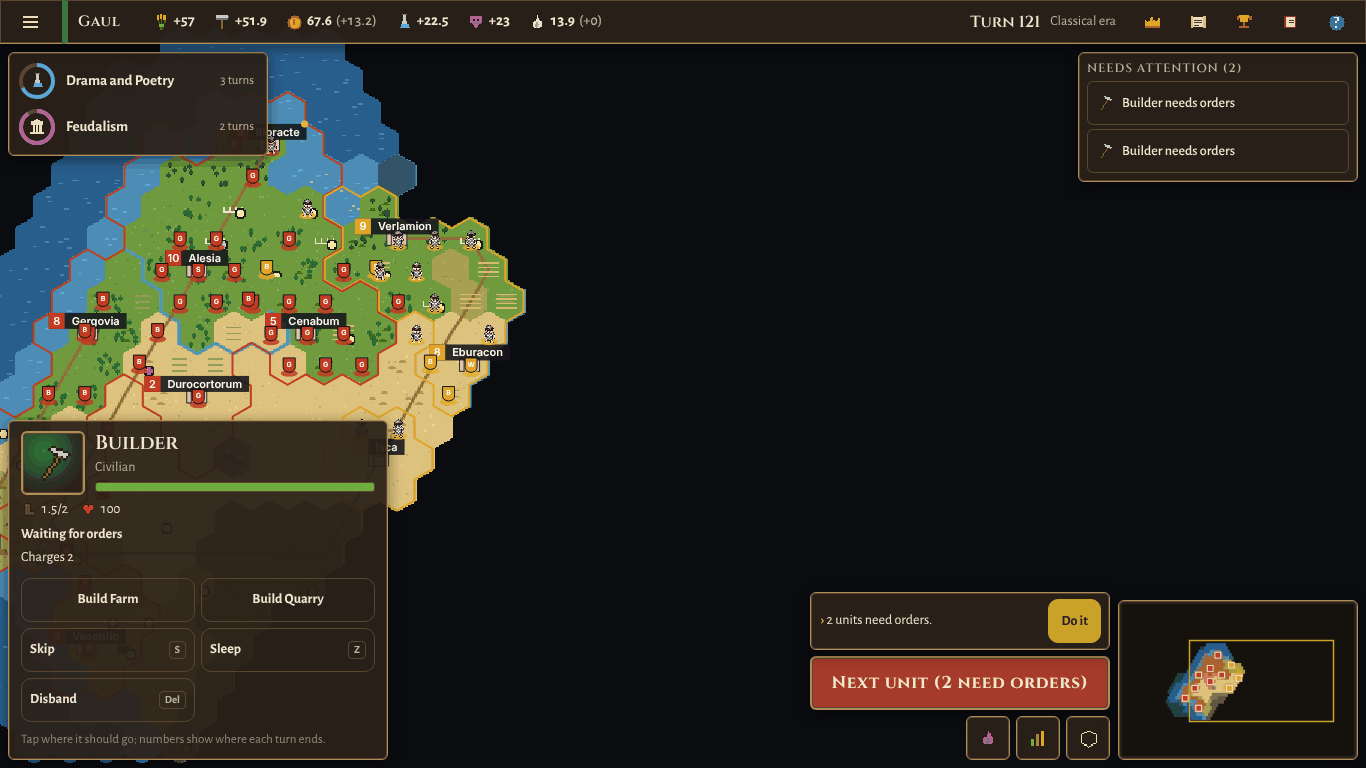 Gaul +57 +51.9 67.6 (+13.2) +22.5 +23 13.9 (+0) Turn 121 Classical era
Drama and Poetry 3 turns
Feudalism 2 turns
Needs attention (2)
Builder needs orders
Builder needs orders
9 Verlamion
10 Alesia
8 Gergovia
5 Cenabum
8 Eburacon
2 Durocortorum
Builder
Civilian
1.5/2 100
Waiting for orders
Charges 2
Build Farm
Build Quarry
Skip S
Sleep Z
Disband Del
Tap where it should go; numbers show where each turn ends.
› 2 units need orders.
Do it
Next unit (2 need orders)